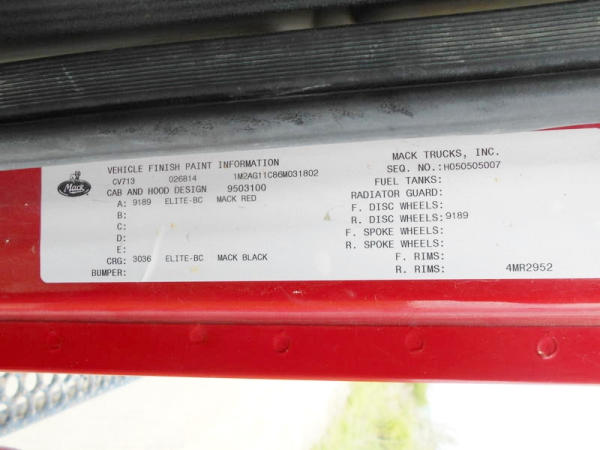 VEHICLE FINISH PAINT INFORMATION MACK TRUCKS, INC.
CV713 026814 1M2AG11C86M031802 SEQ. NO.:H050505007
CAB AND HOOD DESIGN 9503100 FUEL TANKS:
A: 9189 ELITE-BC MACK RED RADIATOR GUARD:
B: F. DISC WHEELS:
C: R. DISC WHEELS:9189
D: F. SPOKE WHEELS:
E: R. SPOKE WHEELS:
CRG: 3036 ELITE-BC MACK BLACK F. RIMS:
BUMPER: R. RIMS: 4MR2952
Mack